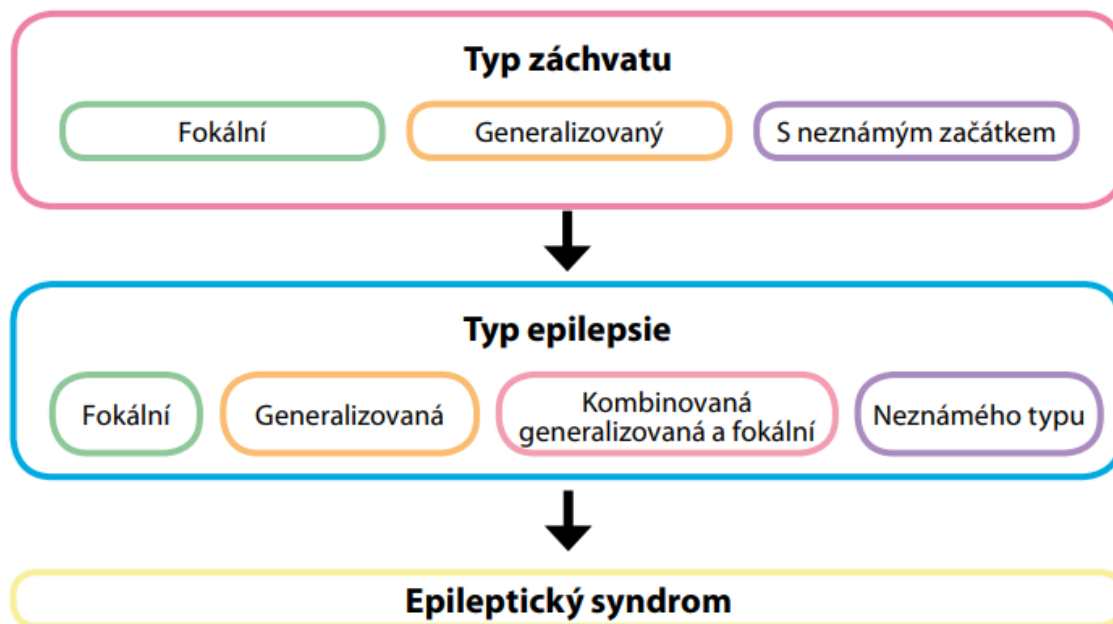 Typ záchvatu
Fokální
Generalizovaný
S neznámým začátkem
Typ epilepsie
Fokální
Generalizovaná
Kombinovaná
generalizovaná a fokální
Neznámého typu
Epileptický syndrom